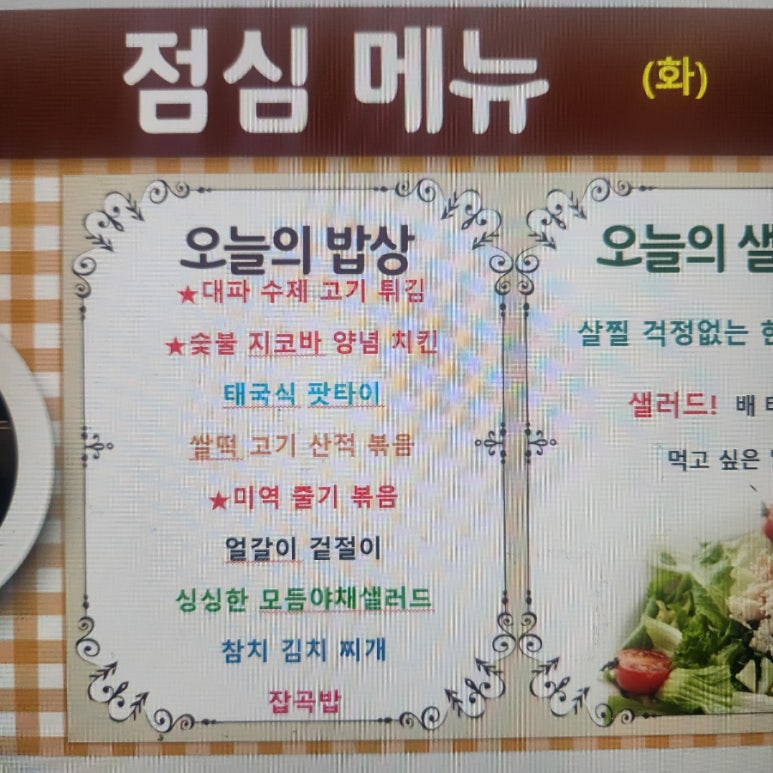 점심 메뉴 (화)
오늘의 밥상
★대파 수제 고기 튀김
★숯불 지코바 양념 치킨
태국식 팟타이
쌀떡 고기 산적 볶음
★미역 줄기 볶음
얼갈이 겉절이
싱싱한 모듬야채샐러드
참치 김치 찌개
잡곡밥
오늘의 샐
살찔 걱정없는
샐러드! 배
먹고 싶은